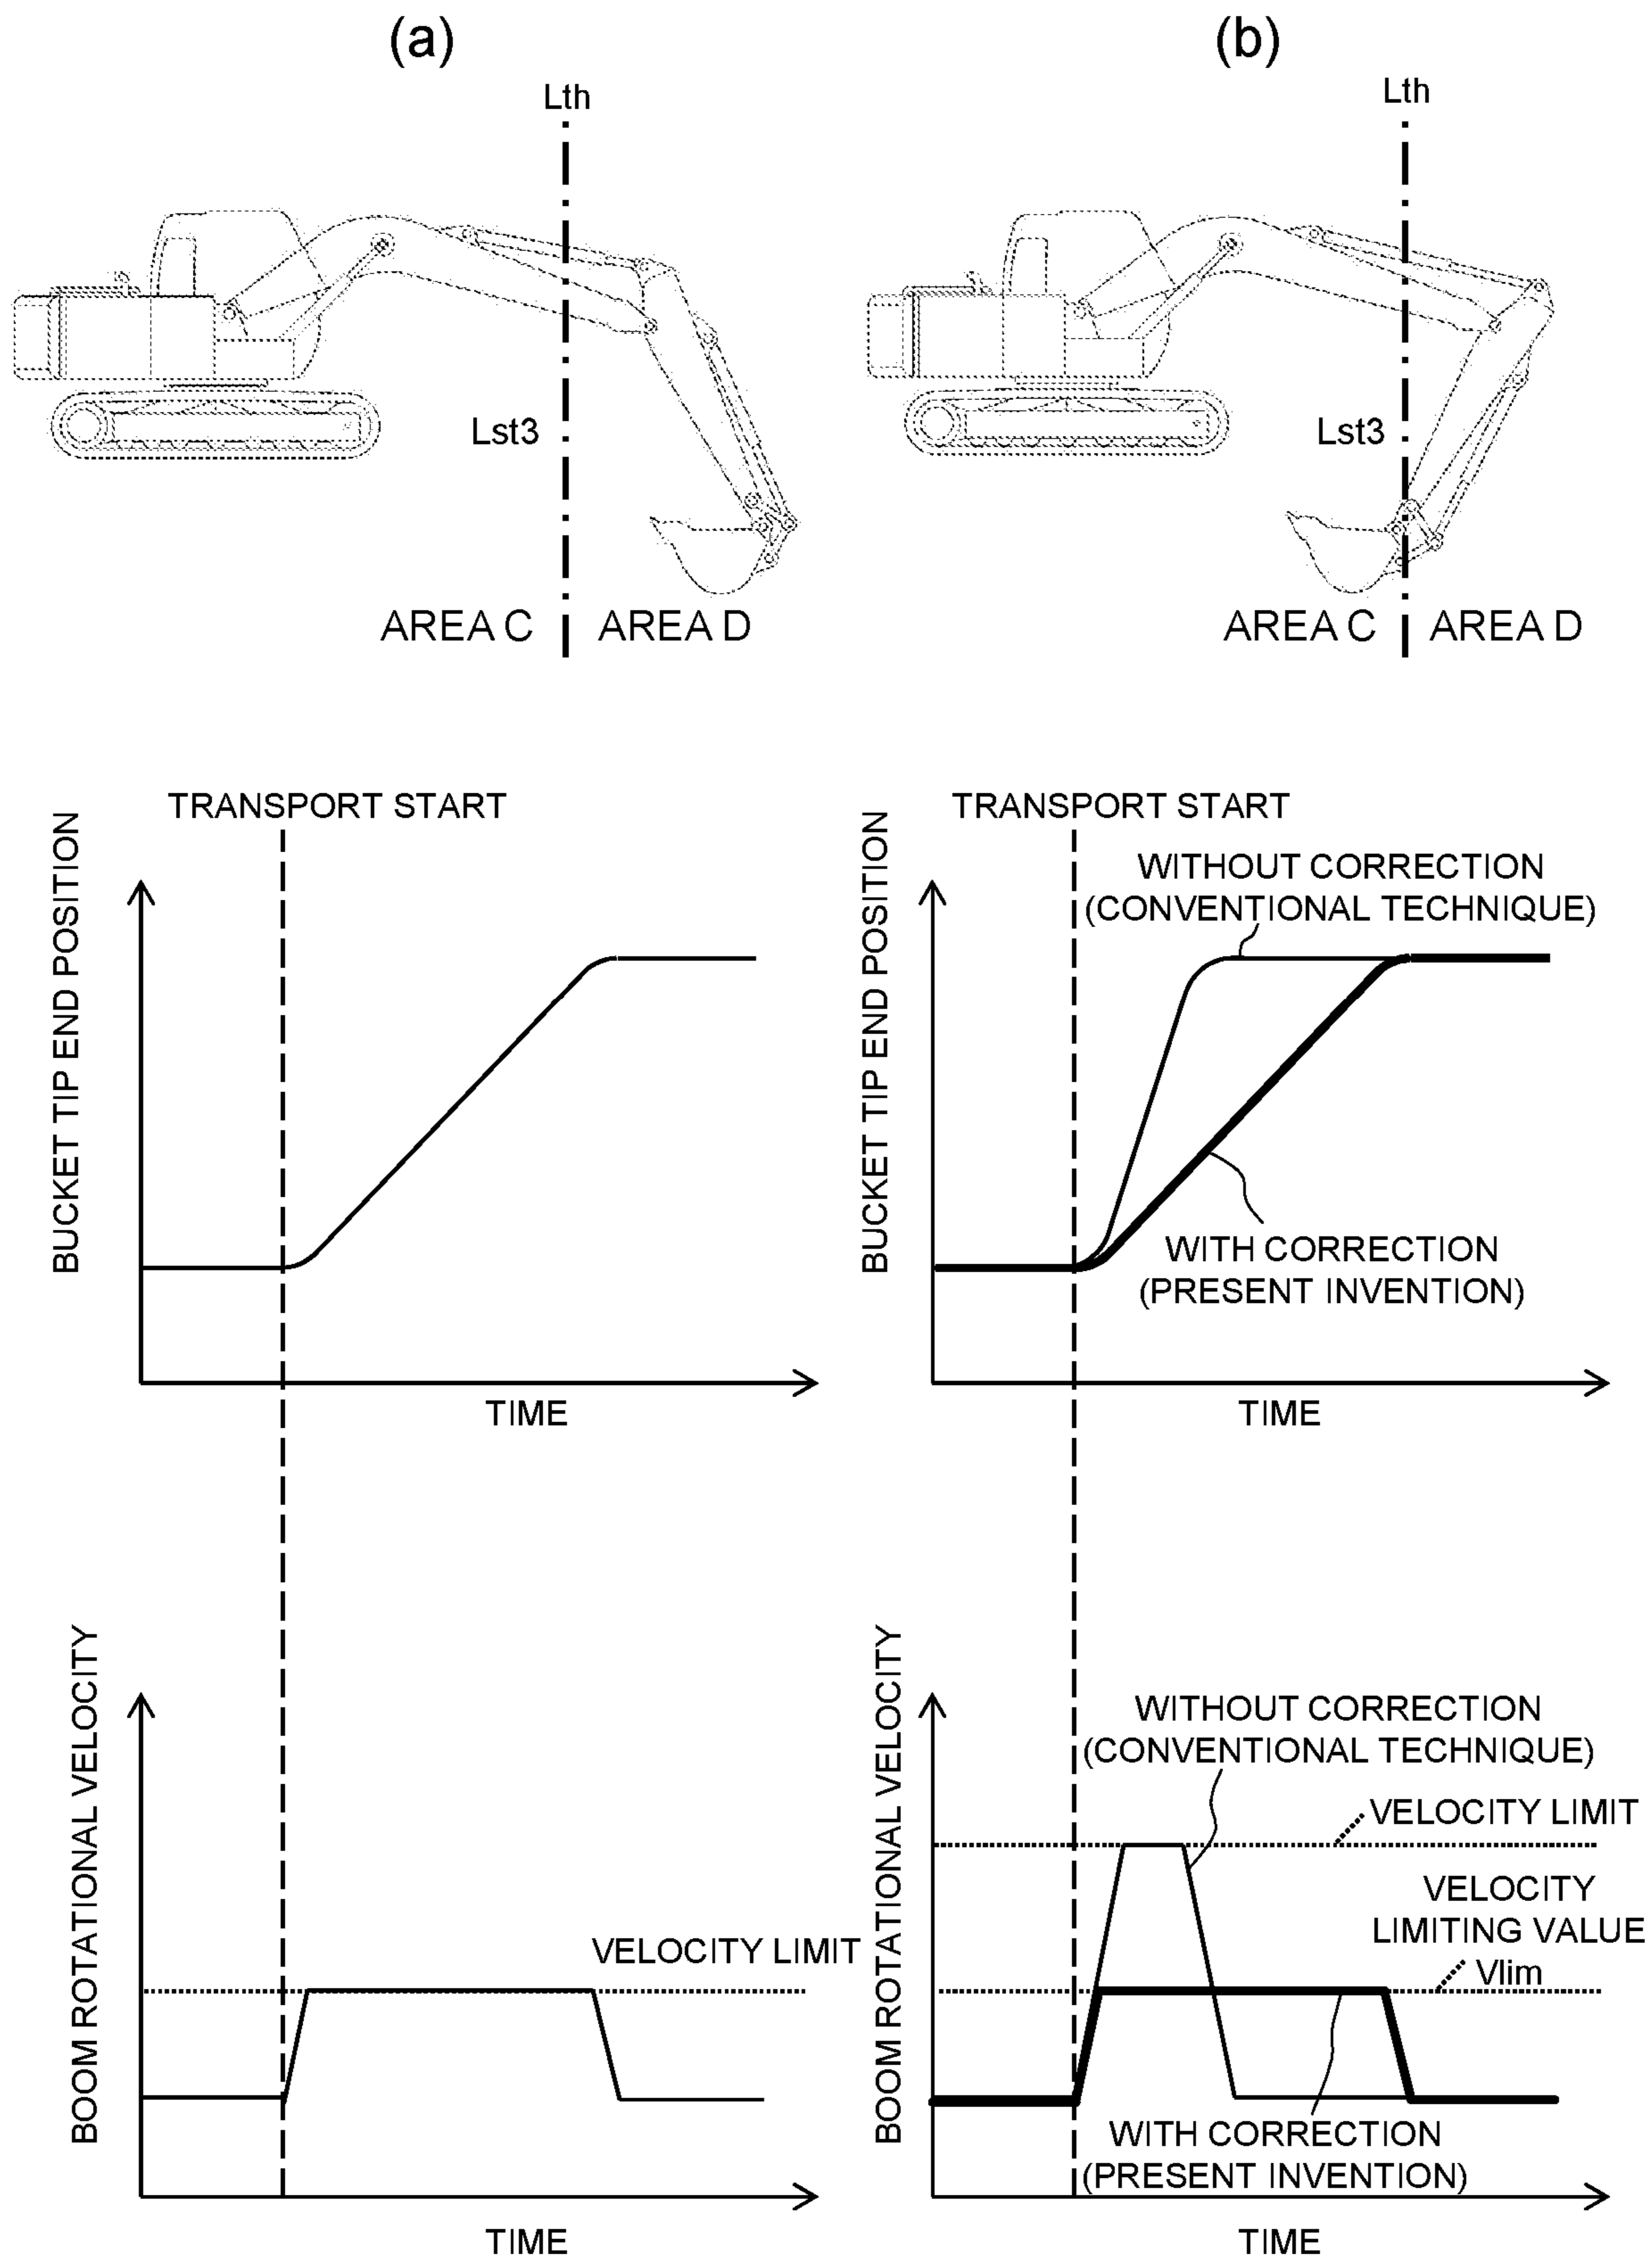 (a)
Lth
Lst3
AREA C
AREA D
TRANSPORT START
BUCKET TIP END POSITION
TIME
BOOM ROTATIONAL VELOCITY
VELOCITY LIMIT
TIME
(b)
Lth
Lst3
AREA C
AREA D
TRANSPORT START
BUCKET TIP END POSITION
WITHOUT CORRECTION
(CONVENTIONAL TECHNIQUE)
WITH CORRECTION
(PRESENT INVENTION)
TIME
BOOM ROTATIONAL VELOCITY
WITHOUT CORRECTION
(CONVENTIONAL TECHNIQUE)
VELOCITY LIMIT
VELOCITY
LIMITING VALUE
Vlim
WITH CORRECTION
(PRESENT INVENTION)
TIME